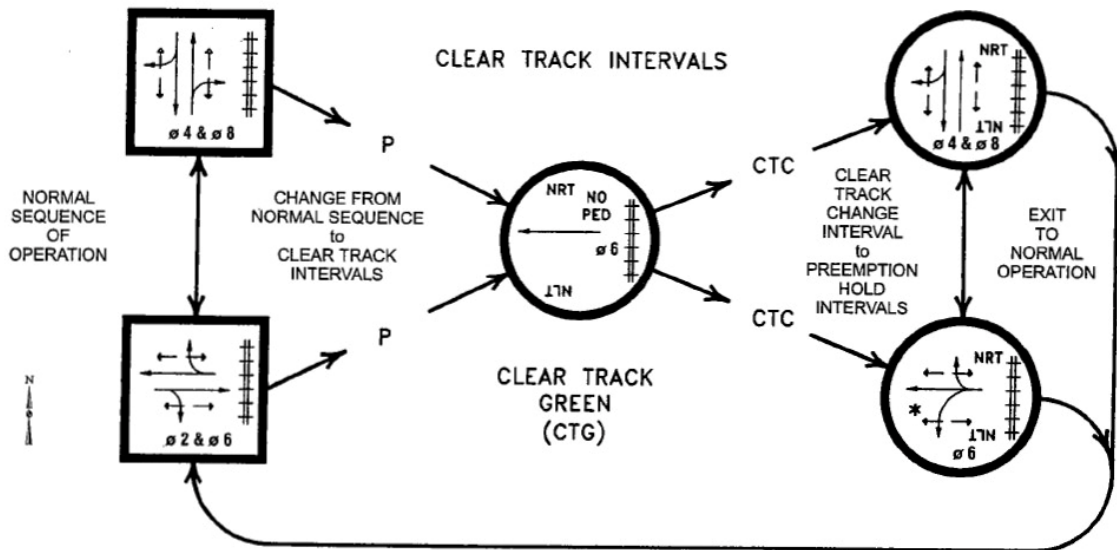 CLEAR TRACK INTERVALS
ø 4 & ø 8
P
NORMAL
SEQUENCE
OF
OPERATION
CHANGE FROM
NORMAL SEQUENCE
to
CLEAR TRACK
INTERVALS
P
ø 2 & ø 6
N
NRT
NO
PED
ø 6
NLT
CLEAR TRACK
GREEN
(CTG)
CTC
CTC
NRT
NLT
ø 4 & ø 8
CLEAR
TRACK
CHANGE
INTERVAL
to
PREEMPTION
HOLD
INTERVALS
EXIT
TO
NORMAL
OPERATION
NRT
*
NLT
ø 6